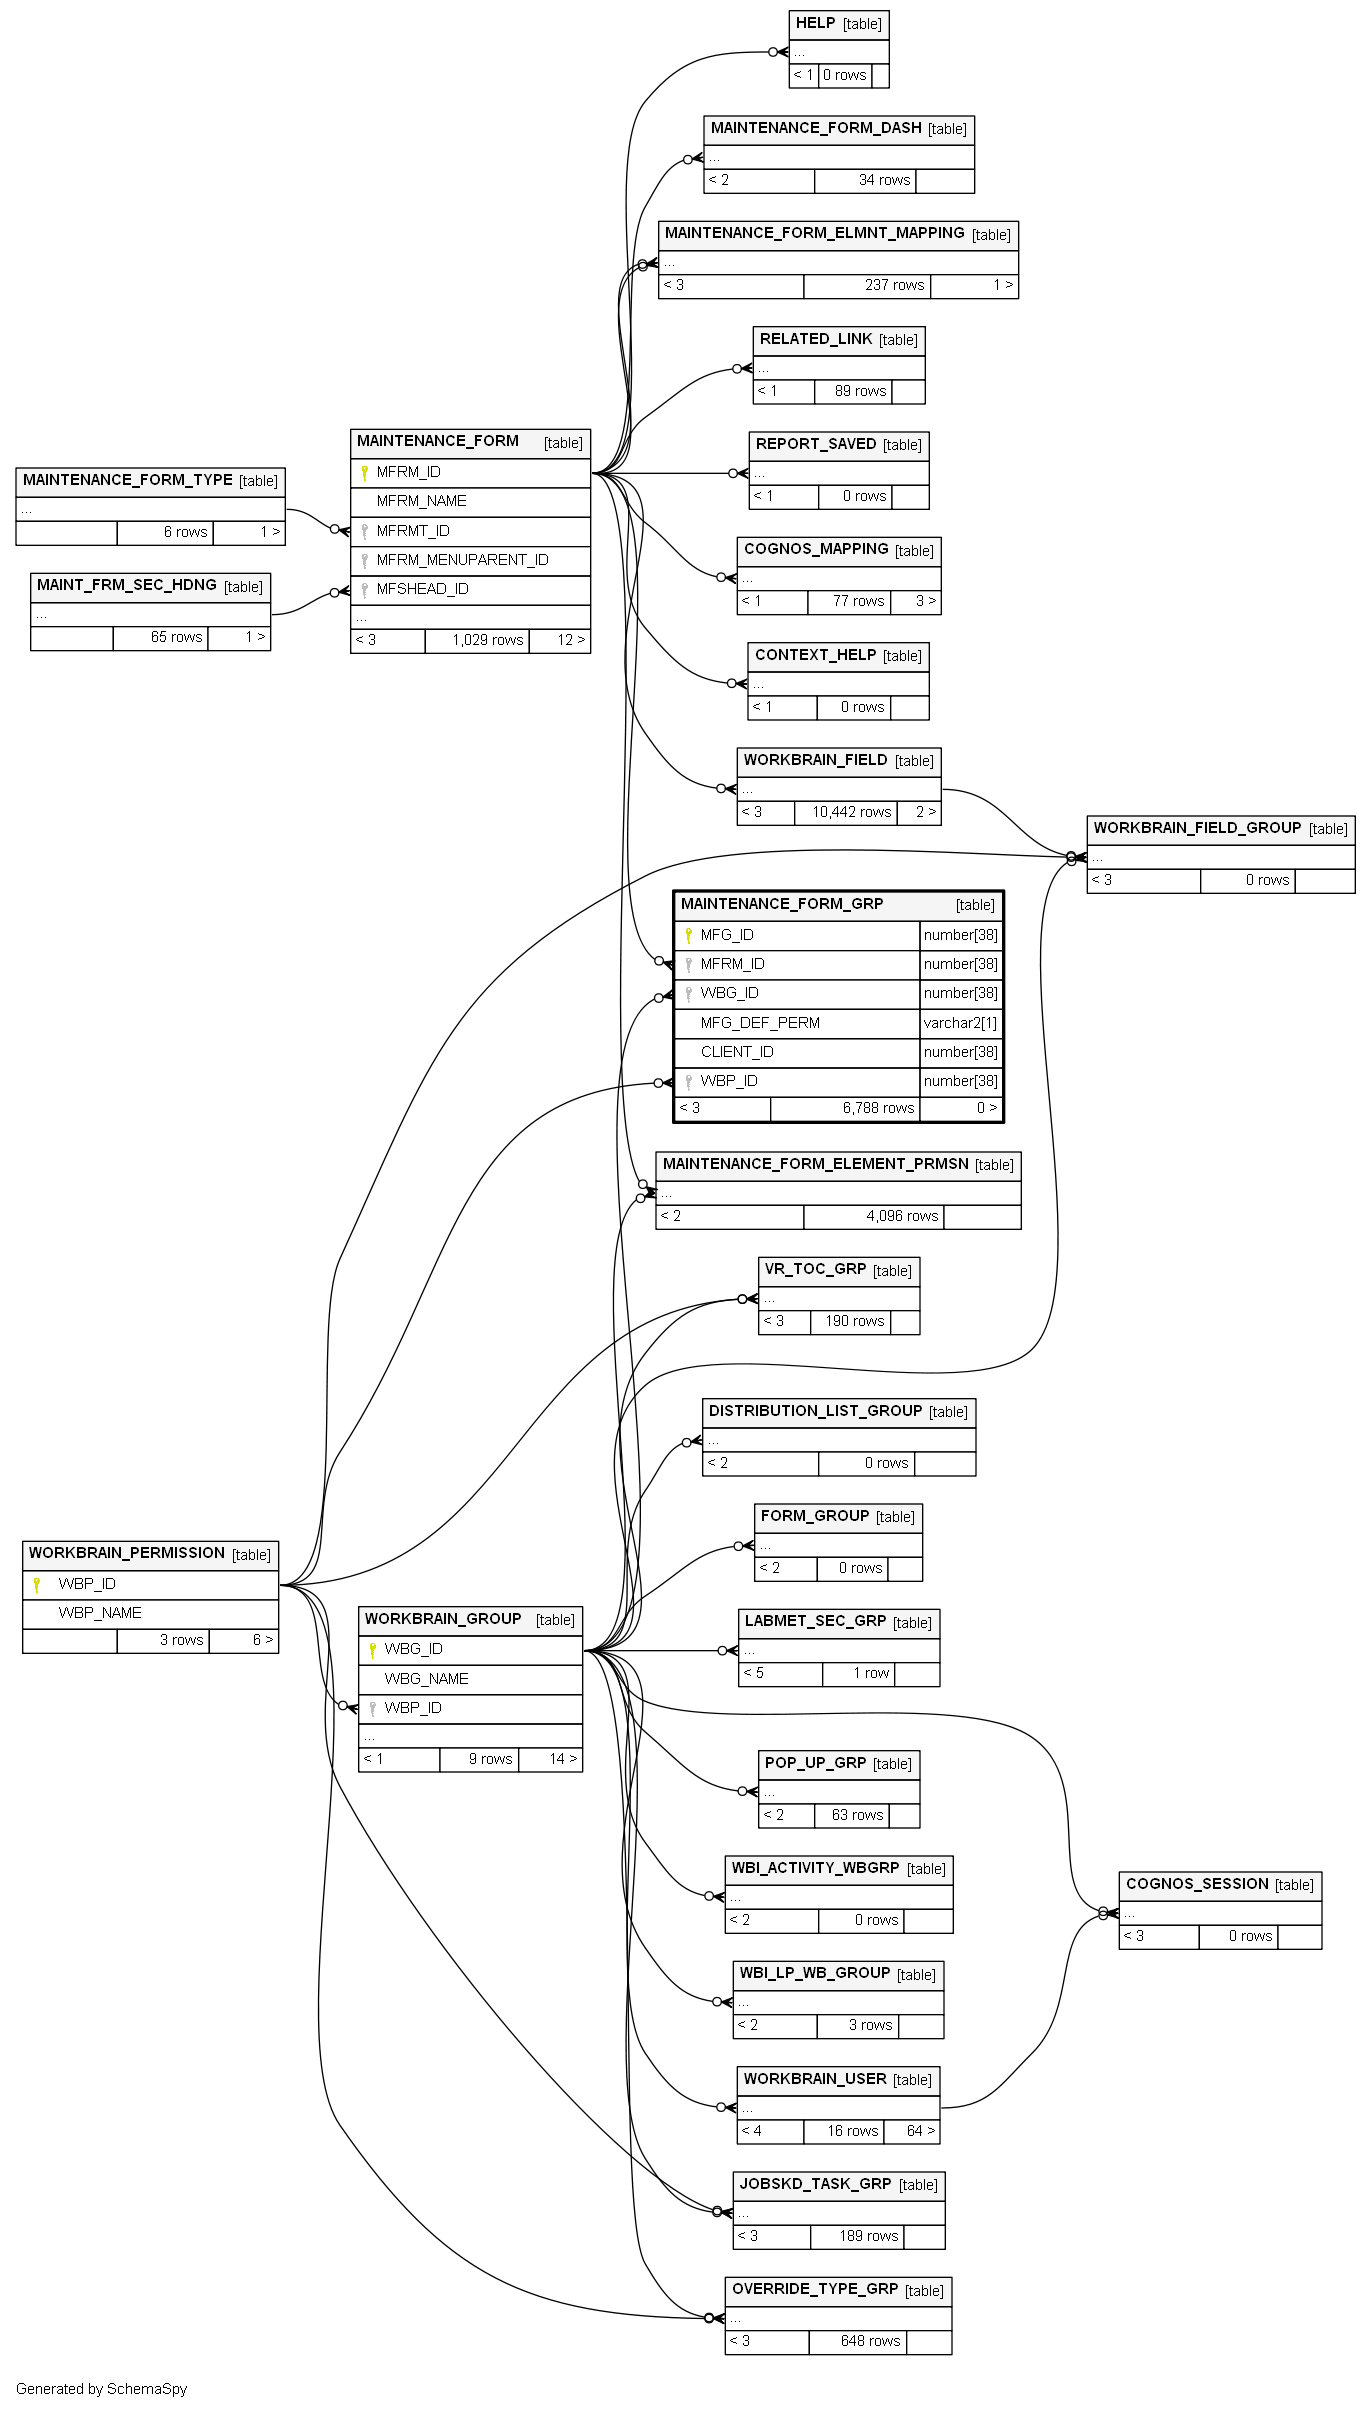 HELP [table]
...
< 1 0 rows
MAINTENANCE_FORM_DASH [table]
...
< 2 34 rows
MAINTENANCE_FORM_ELMNT_MAPPING [table]
...
< 3 237 rows 1 >
RELATED_LINK [table]
...
< 1 89 rows
MAINTENANCE_FORM [table]
MFRM_ID
MFRM_NAME
MFRMT_ID
MFRM_MENUPARENT_ID
MFSHEAD_ID
...
< 3 1,029 rows 12 >
REPORT_SAVED [table]
...
< 1 0 rows
MAINTENANCE_FORM_TYPE [table]
...
6 rows 1 >
COGNOS_MAPPING [table]
...
< 1 77 rows 3 >
MAINT_FRM_SEC_HDNG [table]
...
65 rows 1 >
CONTEXT_HELP [table]
...
< 1 0 rows
WORKBRAIN_FIELD [table]
...
< 3 10,442 rows 2 >
WORKBRAIN_FIELD_GROUP [table]
...
< 3 0 rows
MAINTENANCE_FORM_GRP [table]
MFG_ID number[38]
MFRM_ID number[38]
WBG_ID number[38]
MFG_DEF_PERM varchar2[1]
CLIENT_ID number[38]
WBP_ID number[38]
< 3 6,788 rows 0 >
MAINTENANCE_FORM_ELEMENT_PRMSN [table]
...
< 2 4,096 rows
VR_TOC_GRP [table]
...
< 3 190 rows
DISTRIBUTION_LIST_GROUP [table]
...
< 2 0 rows
FORM_GROUP [table]
...
< 2 0 rows
WORKBRAIN_PERMISSION [table]
WBP_ID
WBP_NAME
3 rows 6 >
WORKBRAIN_GROUP [table]
WBG_ID
WBG_NAME
WBP_ID
...
< 1 9 rows 14 >
LABMET_SEC_GRP [table]
...
< 5 1 row
POP_UP_GRP [table]
...
< 2 63 rows
WBI_ACTIVITY_WBGRP [table]
...
< 2 0 rows
COGNOS_SESSION [table]
...
< 3 0 rows
WBI_LP_WB_GROUP [table]
...
< 2 3 rows
WORKBRAIN_USER [table]
...
< 4 16 rows 64 >
JOBSKD_TASK_GRP [table]
...
< 3 189 rows
OVERRIDE_TYPE_GRP [table]
...
< 3 648 rows
Generated by SchemaSpy